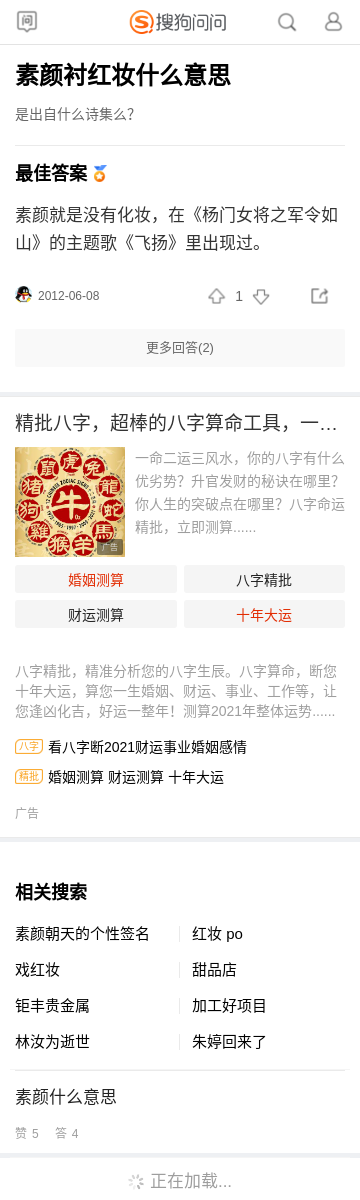 问 搜狗问问
素颜衬红妆什么意思
是出自什么诗集么?
最佳答案
素颜就是没有化妆，在《杨门女将之军令如
山》的主题歌《飞扬》里出现过。
2012-06-08 1
更多回答(2)
精批八字，超棒的八字算命工具，一…
一命二运三风水，你的八字有什么
优劣势？升官发财的秘诀在哪里？
你人生的突破点在哪里？八字命运
精批，立即测算......
鼠 虎 兔 龍 蛇 馬 羊 猴 雞 狗 猪 牛
广告
婚姻测算 八字精批
财运测算 十年大运
八字精批，精准分析您的八字生辰。八字算命，断您
十年大运，算您一生婚姻、财运、事业、工作等，让
您逢凶化吉，好运一整年！测算2021年整体运势......
八字 看八字断2021财运事业婚姻感情
精批 婚姻测算 财运测算 十年大运
广告
相关搜索
素颜朝天的个性签名 红妆 po
戏红妆 甜品店
钜丰贵金属 加工好项目
林汝为逝世 朱婷回来了
素颜什么意思
赞 5 答 4
正在加载...